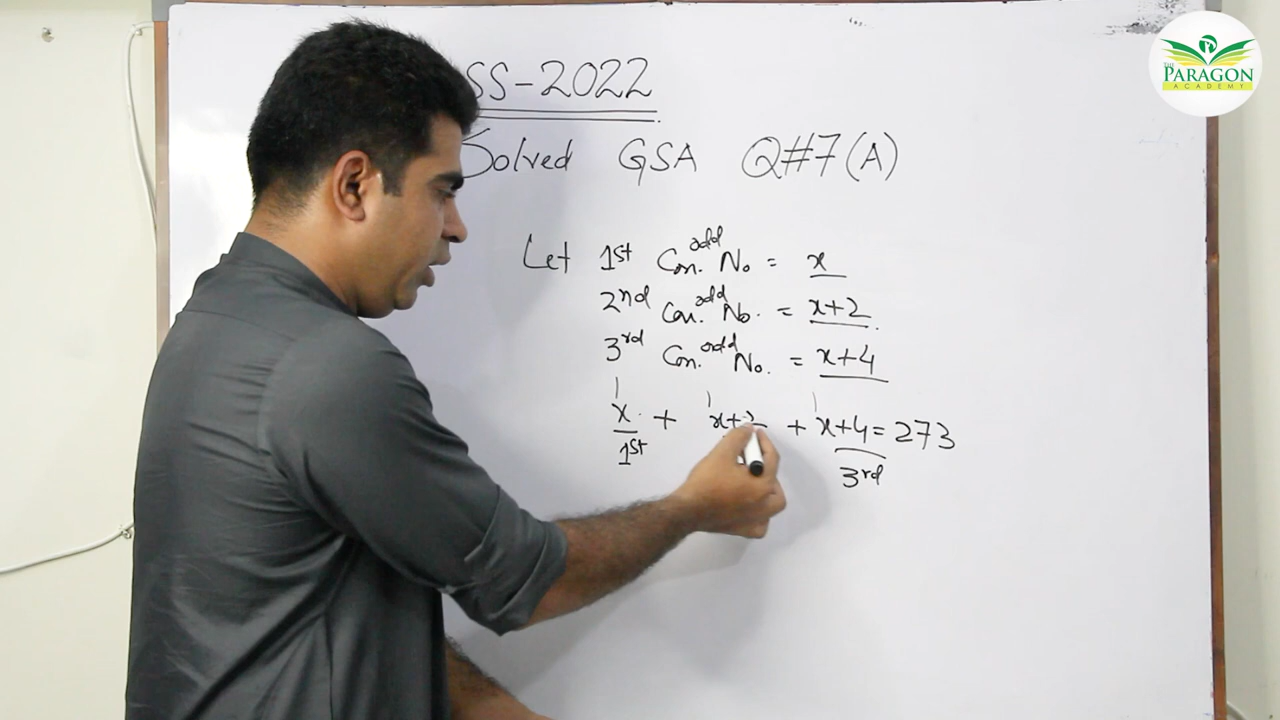 SS-2022
Solved GSA Q#7(A)
Let 1st Con. odd No = x
2nd Con. odd No. = x+2
3rd Con. odd No. = x+4
x + x+2 + x+4 = 273
1st 3rd
THE
PARAGON
ACADEMY